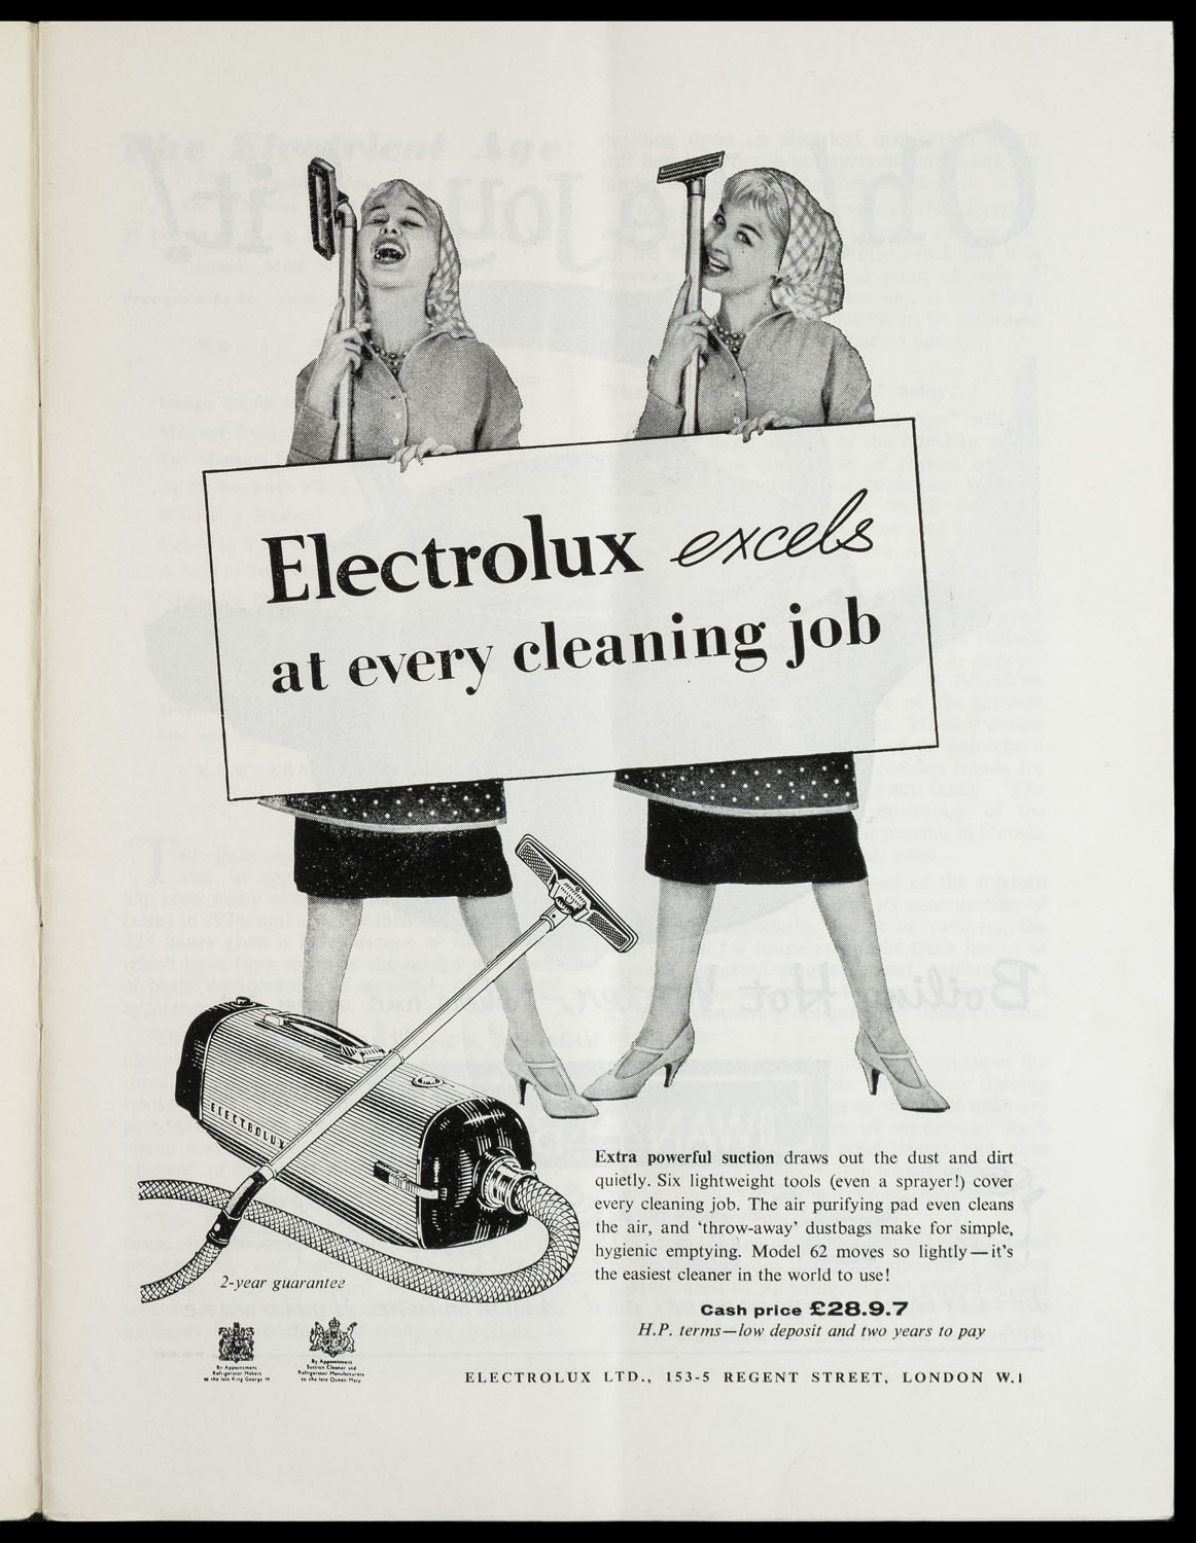 Electrolux excels
at every cleaning job
ELECTROLUX
Extra powerful suction draws out the dust and dirt
quietly. Six lightweight tools (even a sprayer!) cover
every cleaning job. The air purifying pad even cleans
the air, and ‘throw-away’ dustbags make for simple,
hygienic emptying. Model 62 moves so lightly — it's
the easiest cleaner in the world to use!
2-year guarantee
Cash price £28.9.7
H.P. terms—low deposit and two years to pay
By Appointment
Refrigerator Makers
to the late King George VI
By Appointment
Suction Cleaner and
Refrigerator Manufacturers
to the late Queen Mary
ELECTROLUX LTD., 153-5 REGENT STREET, LONDON W.1